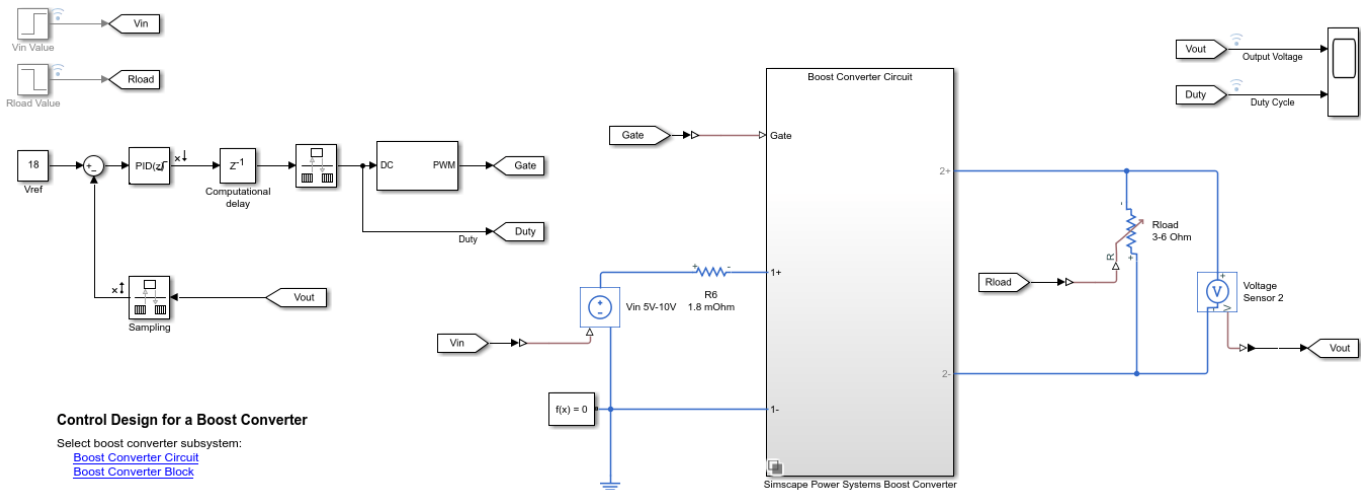 Vin
Vin Value
Rload
Rload Value
18
Vref
+
−
PID(z)
Z-1
Computational
delay
DC
PWM
Gate
Duty
Duty
Vout
Sampling
Control Design for a Boost Converter
Select boost converter subsystem:
Boost Converter Circuit
Boost Converter Block
Gate
Boost Converter Circuit
Gate
1+
1-
2+
2-
Simscape Power Systems Boost Converter
+
-
R6
1.8 mOhm
Vin 5V-10V
+
−
Vin
f(x) = 0
Rload
R
-
+
Rload
3-6 Ohm
+
V
-
V
Voltage
Sensor 2
Vout
Vout
Output Voltage
Duty
Duty Cycle